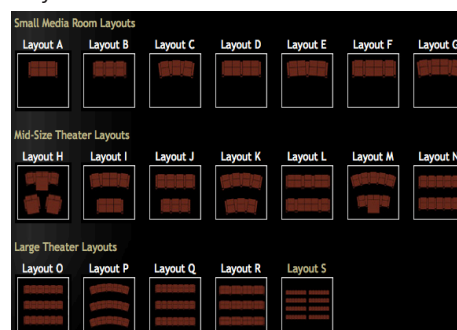 Small Media Room Layouts
Layout A Layout B Layout C Layout D Layout E Layout F Layout G
Mid-Size Theater Layouts
Layout H Layout I Layout J Layout K Layout L Layout M Layout N
Large Theater Layouts
Layout O Layout P Layout Q Layout R Layout S